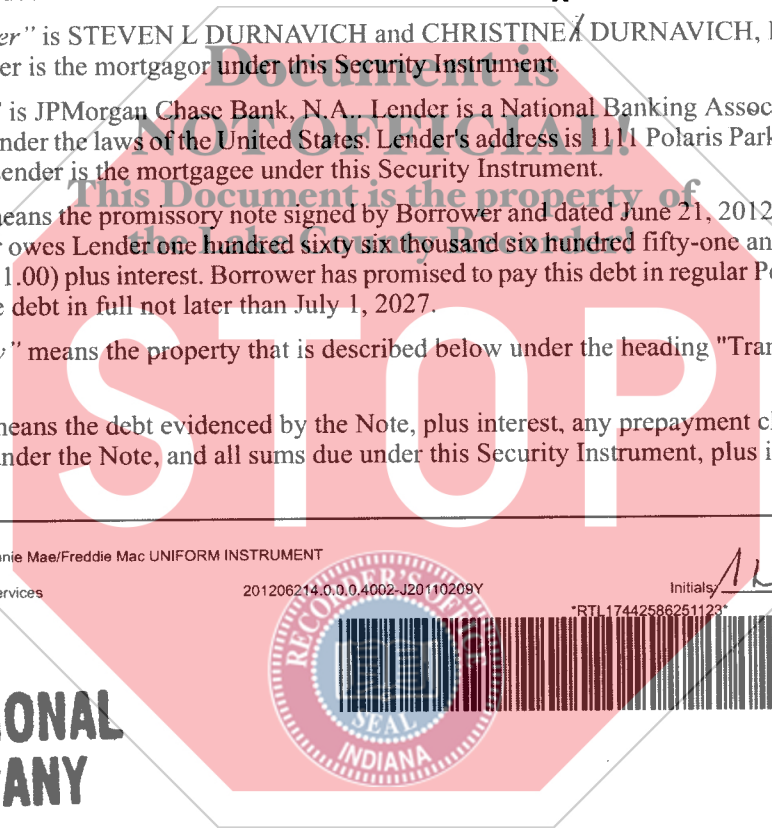 er" is STEVEN L DURNAVICH and CHRISTINE DURNAVICH,
er is the mortgagor under this Security Instrument.
" is JPMorgan Chase Bank, N.A.. Lender is a National Banking Assoc
nder the laws of the United States. Lender's address is 1111 Polaris Park
ender is the mortgagee under this Security Instrument.
eans the promissory note signed by Borrower and dated June 21, 2012
r owes Lender one hundred sixty six thousand six hundred fifty-one an
1.00) plus interest. Borrower has promised to pay this debt in regular Pe
e debt in full not later than July 1, 2027.
y" means the property that is described below under the heading "Tran
eans the debt evidenced by the Note, plus interest, any prepayment c
nder the Note, and all sums due under this Security Instrument, plus i
Document is
NOT OFFICIAL!
This Document is the property of
the Lake County Recorder!
STOP
nie Mae/Freddie Mac UNIFORM INSTRUMENT
ervices
201206214.0.0.0.4002-J20110209Y
Initials:
*RTL17442586251123*
RECORDER'S OFFICE
SEAL
INDIANA
ONAL
ANY